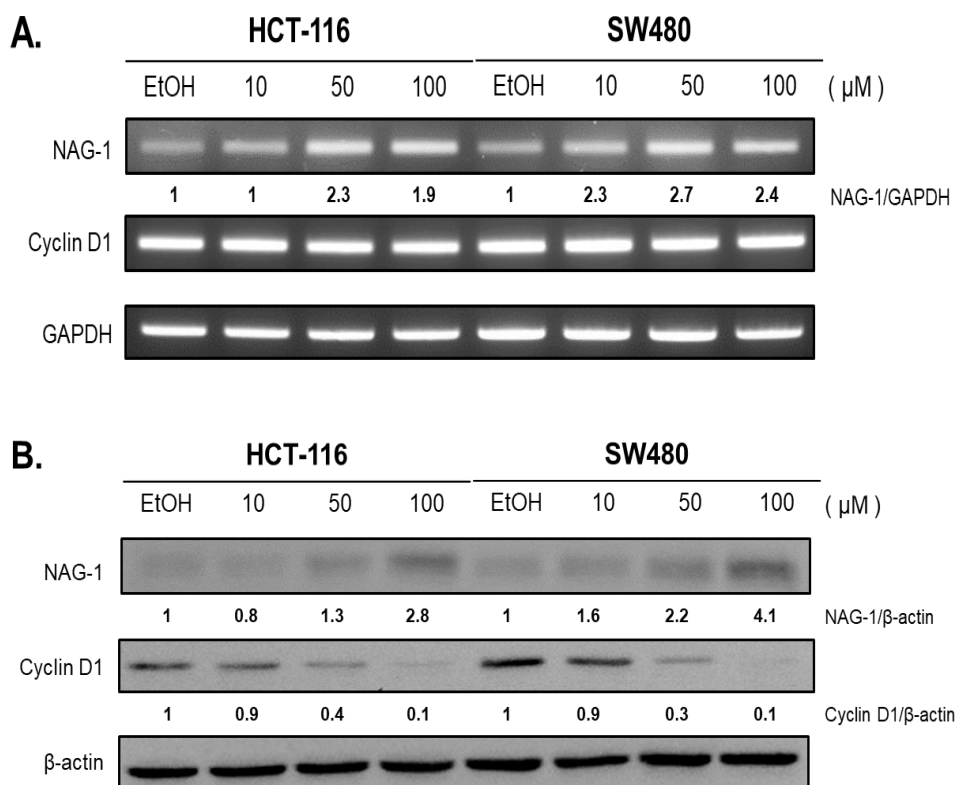 A.
HCT-116 SW480
EtOH 10 50 100 EtOH 10 50 100 ( μM )
NAG-1
1 1 2.3 1.9 1 2.3 2.7 2.4 NAG-1/GAPDH
Cyclin D1
GAPDH
B.
HCT-116 SW480
EtOH 10 50 100 EtOH 10 50 100 ( μM )
NAG-1
1 0.8 1.3 2.8 1 1.6 2.2 4.1 NAG-1/β-actin
Cyclin D1
1 0.9 0.4 0.1 1 0.9 0.3 0.1 Cyclin D1/β-actin
β-actin